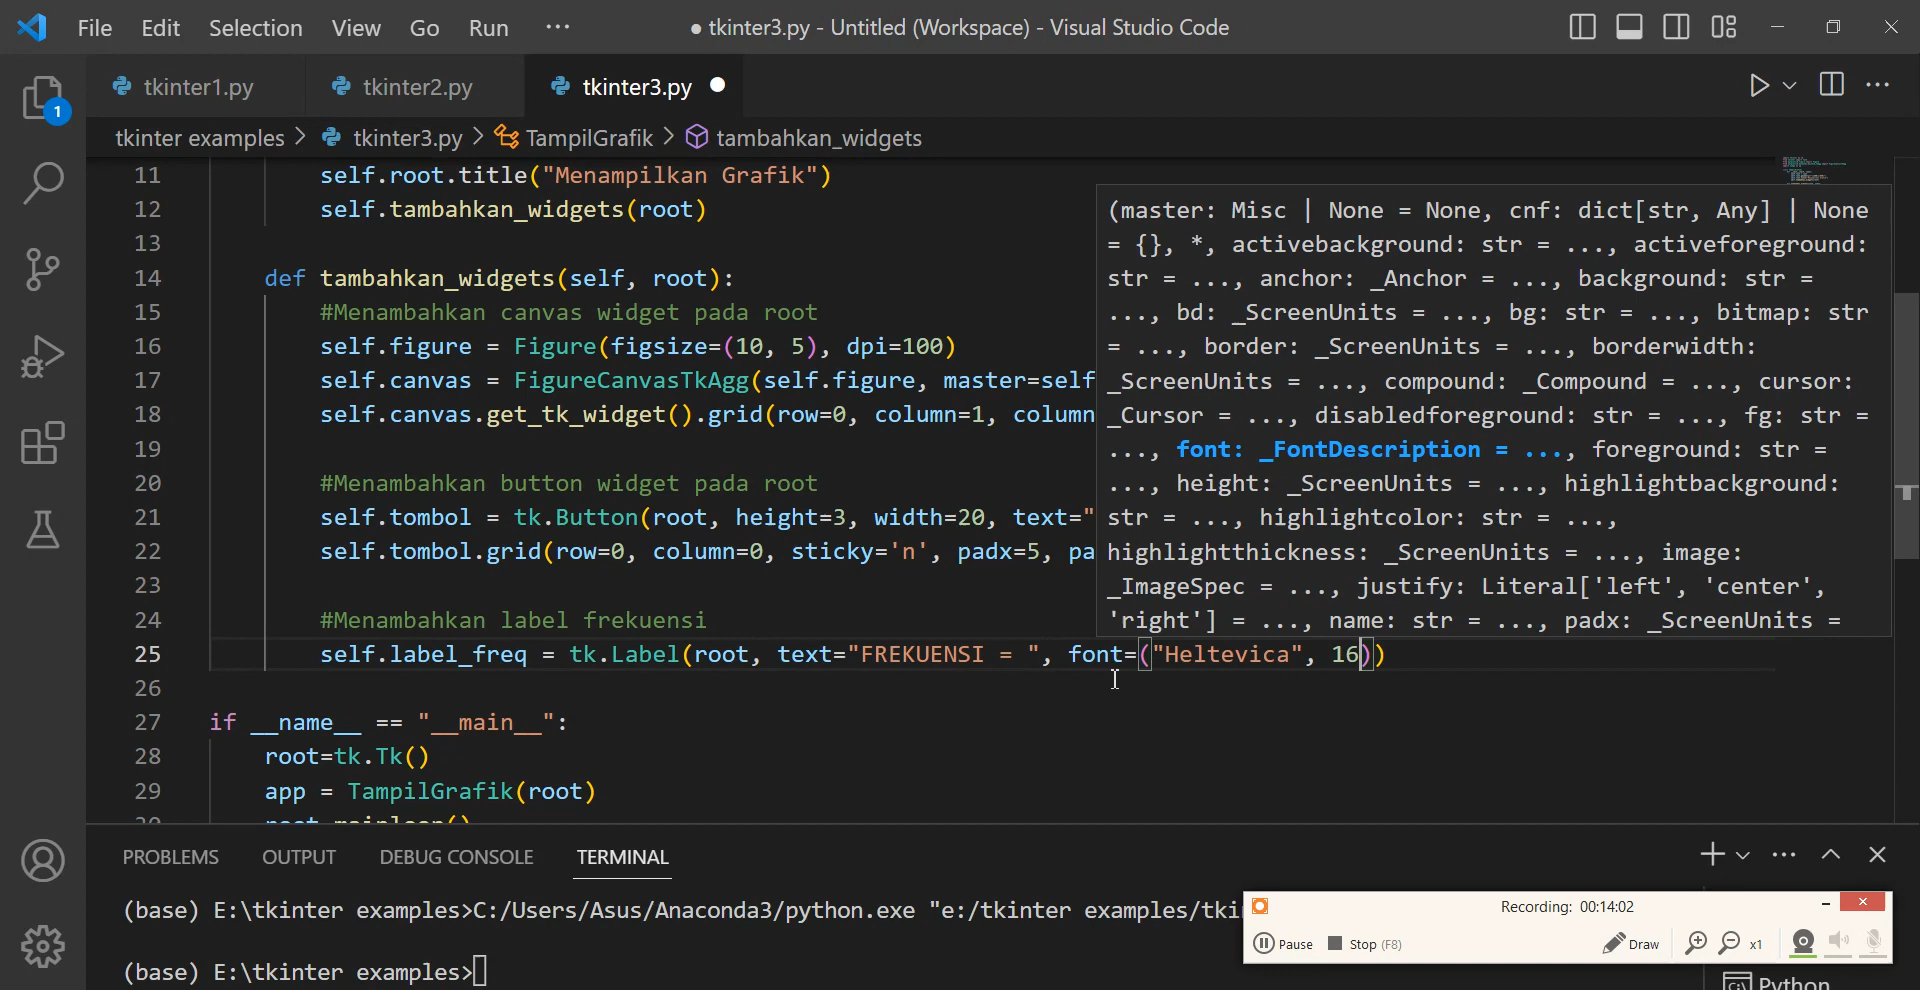 File Edit Selection View Go Run ··· ● tkinter3.py - Untitled (Workspace) - Visual Studio Code
1
tkinter1.py tkinter2.py tkinter3.py ●
tkinter examples > tkinter3.py > TampilGrafik > tambahkan_widgets
11 self.root.title("Menampilkan Grafik")
12 self.tambahkan_widgets(root)
13
14 def tambahkan_widgets(self, root):
15 #Menambahkan canvas widget pada root
16 self.figure = Figure(figsize=(10, 5), dpi=100)
17 self.canvas = FigureCanvasTkAgg(self.figure, master=self
18 self.canvas.get_tk_widget().grid(row=0, column=1, column
19
20 #Menambahkan button widget pada root
21 self.tombol = tk.Button(root, height=3, width=20, text="
22 self.tombol.grid(row=0, column=0, sticky='n', padx=5, pa
23
24 #Menambahkan label frekuensi
25 self.label_freq = tk.Label(root, text="FREKUENSI = ", font=("Heltevica", 16))
26
27 if __name__ == "__main__":
28 root=tk.Tk()
29 app = TampilGrafik(root)
30 root.mainloop()
(master: Misc | None = None, cnf: dict[str, Any] | None
= {}, *, activebackground: str = ..., activeforeground:
str = ..., anchor: _Anchor = ..., background: str =
..., bd: _ScreenUnits = ..., bg: str = ..., bitmap: str
= ..., border: _ScreenUnits = ..., borderwidth:
_ScreenUnits = ..., compound: _Compound = ..., cursor:
_Cursor = ..., disabledforeground: str = ..., fg: str =
..., font: _FontDescription = ..., foreground: str =
..., height: _ScreenUnits = ..., highlightbackground:
str = ..., highlightcolor: str = ...,
highlightthickness: _ScreenUnits = ..., image:
_ImageSpec = ..., justify: Literal['left', 'center',
'right'] = ..., name: str = ..., padx: _ScreenUnits =
PROBLEMS OUTPUT DEBUG CONSOLE TERMINAL
(base) E:\tkinter examples>C:/Users/Asus/Anaconda3/python.exe "e:/tkinter examples/tki
(base) E:\tkinter examples>
Recording: 00:14:02
Pause Stop (F8) Draw x1
Python